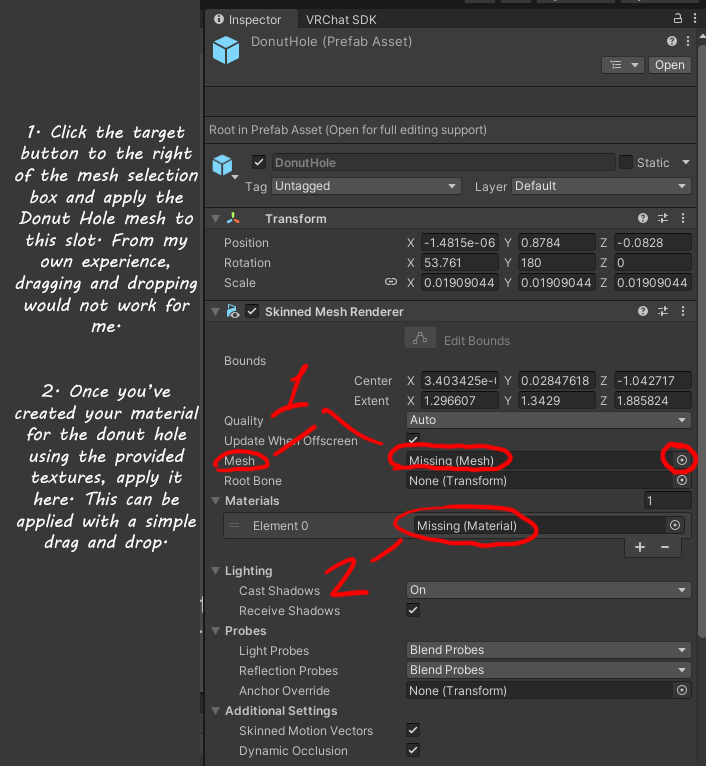 Inspector
VRChat SDK
DonutHole (Prefab Asset)
Open
Root in Prefab Asset (Open for full editing support)
DonutHole
Static
Tag Untagged
Layer Default
Transform
Position X -1.4815e-06 Y 0.8784 Z -0.0828
Rotation X 53.761 Y 180 Z 0
Scale X 0.01909044 Y 0.01909044 Z 0.01909044
Skinned Mesh Renderer
Edit Bounds
Bounds
Center X 3.403425e-( Y 0.02847618 Z -1.042717
Extent X 1.296607 Y 1.3429 Z 1.885824
Quality Auto
Update When Offscreen
Mesh Missing (Mesh)
Root Bone None (Transform)
Materials 1
Element 0 Missing (Material)
+ −
Lighting
Cast Shadows On
Receive Shadows
Probes
Light Probes Blend Probes
Reflection Probes Blend Probes
Anchor Override None (Transform)
Additional Settings
Skinned Motion Vectors
Dynamic Occlusion
1
2
1. Click the target
button to the right
of the mesh selection
box and apply the
Donut Hole mesh to
this slot. From my
own experience,
dragging and dropping
would not work for
me.
2. Once you've
created your material
for the donut hole
using the provided
textures, apply it
here. This can be
applied with a simple
drag and drop.